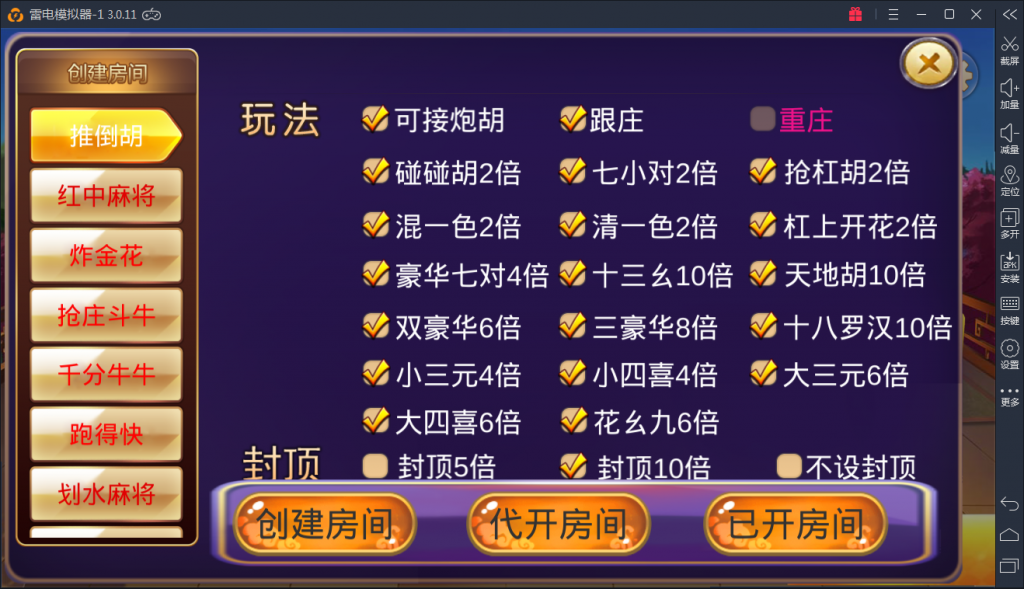 雷电模拟器-1 3.0.11
创建房间
推倒胡
红中麻将
炸金花
抢庄斗牛
千分牛牛
跑得快
划水麻将
玩法
可接炮胡 跟庄 重庄
碰碰胡2倍 七小对2倍 抢杠胡2倍
混一色2倍 清一色2倍 杠上开花2倍
豪华七对4倍 十三幺10倍 天地胡10倍
双豪华6倍 三豪华8倍 十八罗汉10倍
小三元4倍 小四喜4倍 大三元6倍
大四喜6倍 花幺九6倍
封顶
封顶5倍 封顶10倍 不设封顶
创建房间 代开房间 已开房间
截屏
加量
减量
定位
多开
APK
安装
按键
设置
更多